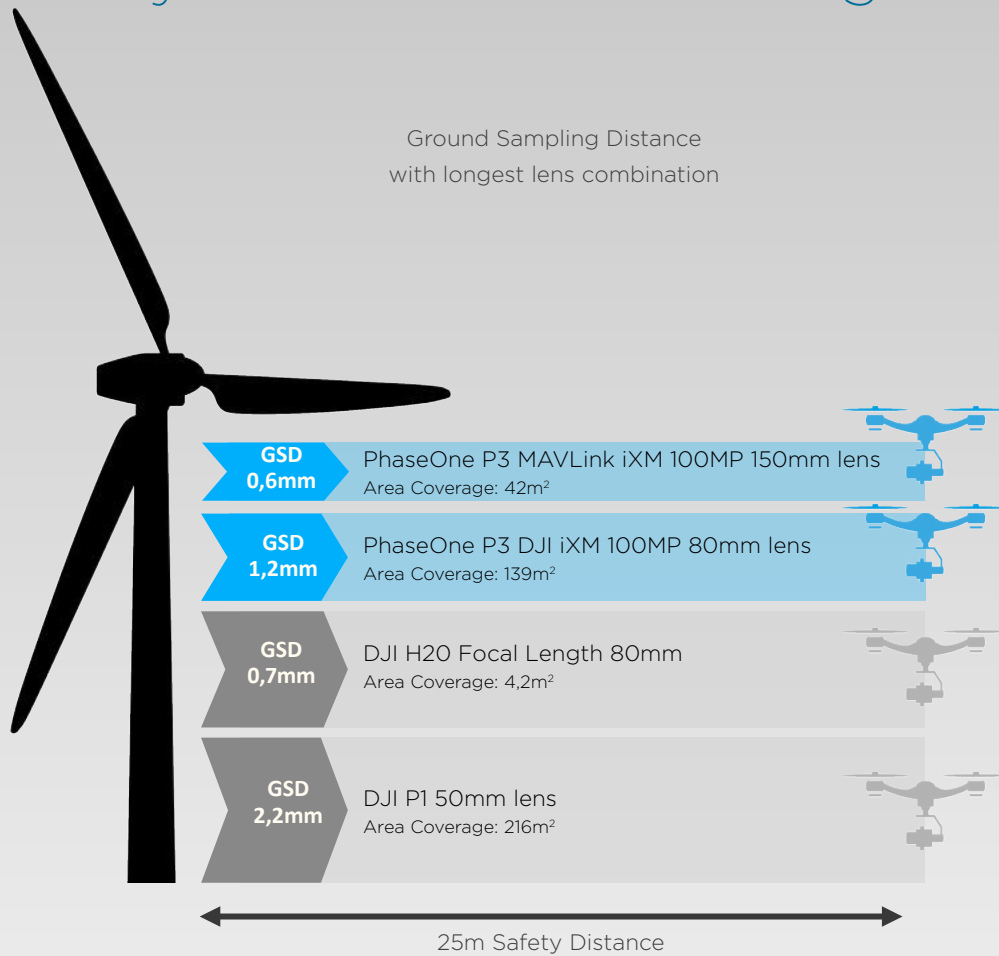 Ground Sampling Distance
with longest lens combination
GSD
0,6mm
PhaseOne P3 MAVLink iXM 100MP 150mm lens
Area Coverage: 42m²
GSD
1,2mm
PhaseOne P3 DJI iXM 100MP 80mm lens
Area Coverage: 139m²
GSD
0,7mm
DJI H20 Focal Length 80mm
Area Coverage: 4,2m²
GSD
2,2mm
DJI P1 50mm lens
Area Coverage: 216m²
25m Safety Distance